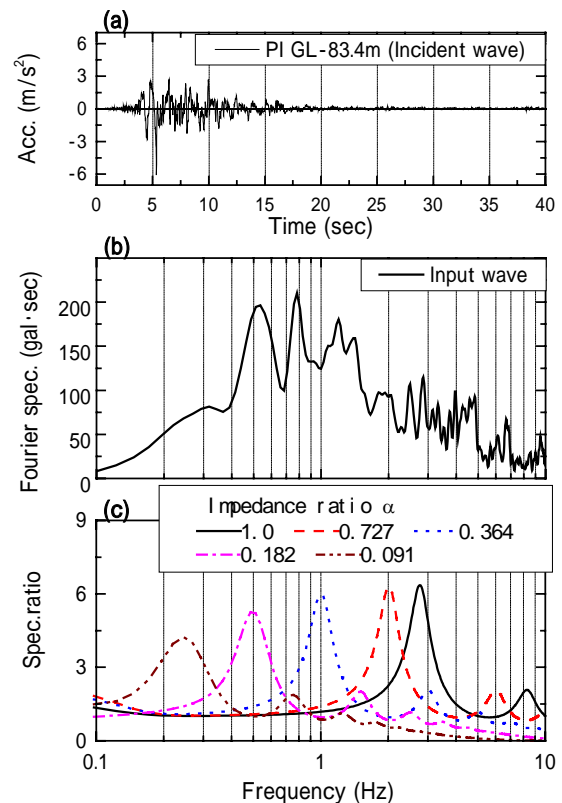 (a)
PI GL-83.4m (Incident wave)
Acc. (m/s²)
6
3
0
-3
-6
0 5 10 15 20 25 30 35 40
Time (sec)
(b)
Input wave
Fourier spec. (gal·sec)
200
150
100
50
0
(c)
Impedance ratio α
1.0 0.727 0.364
0.182 0.091
Spec.ratio
9
6
3
0
0.1 1 10
Frequency (Hz)